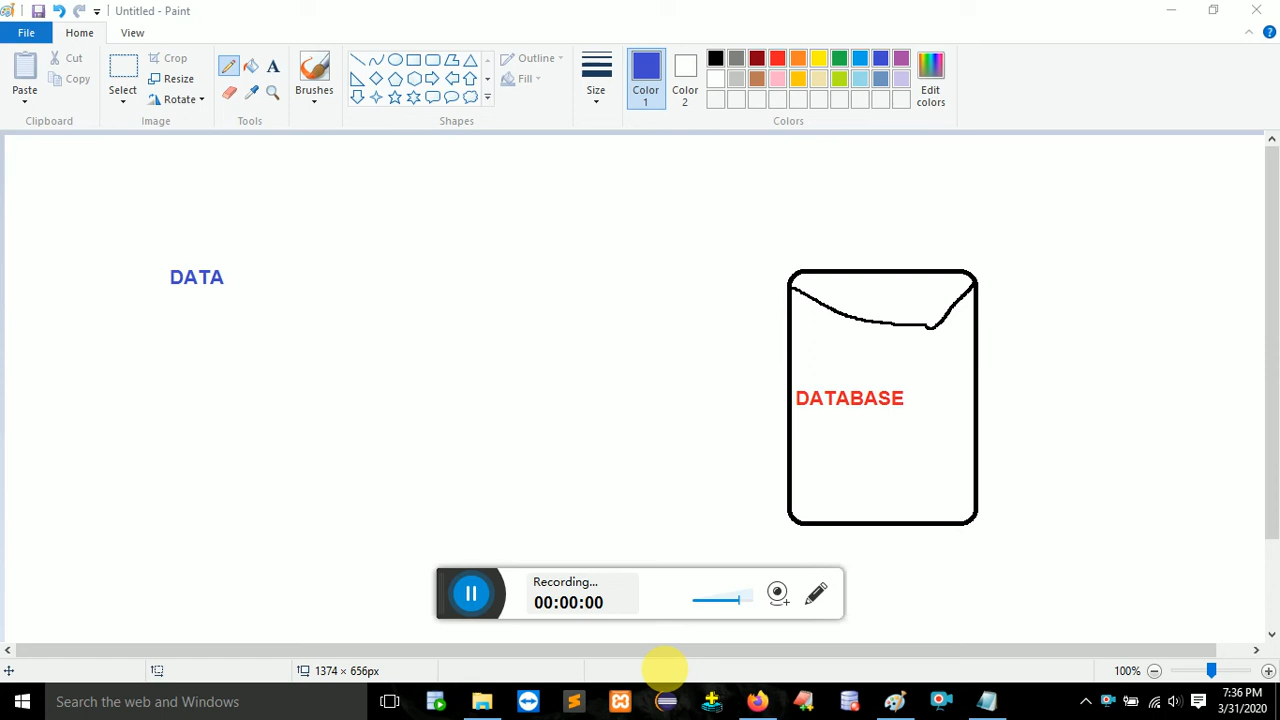 Untitled - Paint
File
Home
View
Paste
Cut
Copy
Clipboard
Select
Crop
Resize
Rotate
Image
Tools
Brushes
Outline
Fill
Shapes
Size
Color
1
Color
2
Edit
colors
Colors
DATA
DATABASE
Recording...
00:00:00
1374 × 656px
100%
Search the web and Windows
7:36 PM
3/31/2020